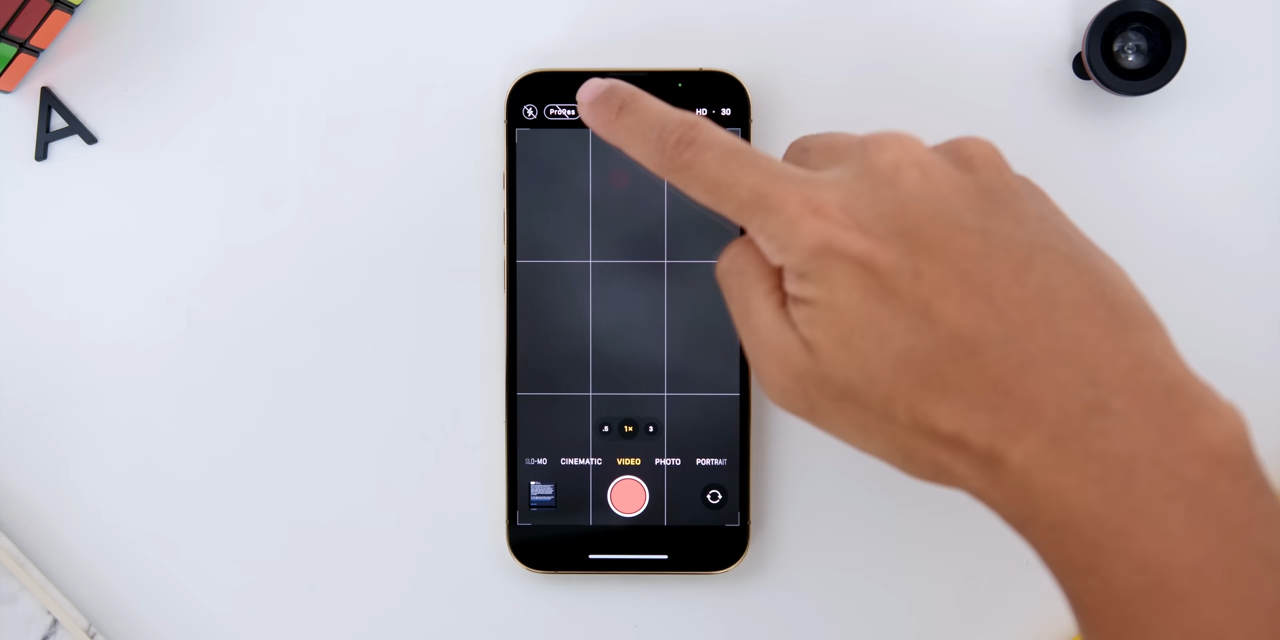 A
ProRes
HD · 30
.5 1× 3
SLO-MO CINEMATIC VIDEO PHOTO PORTRAIT